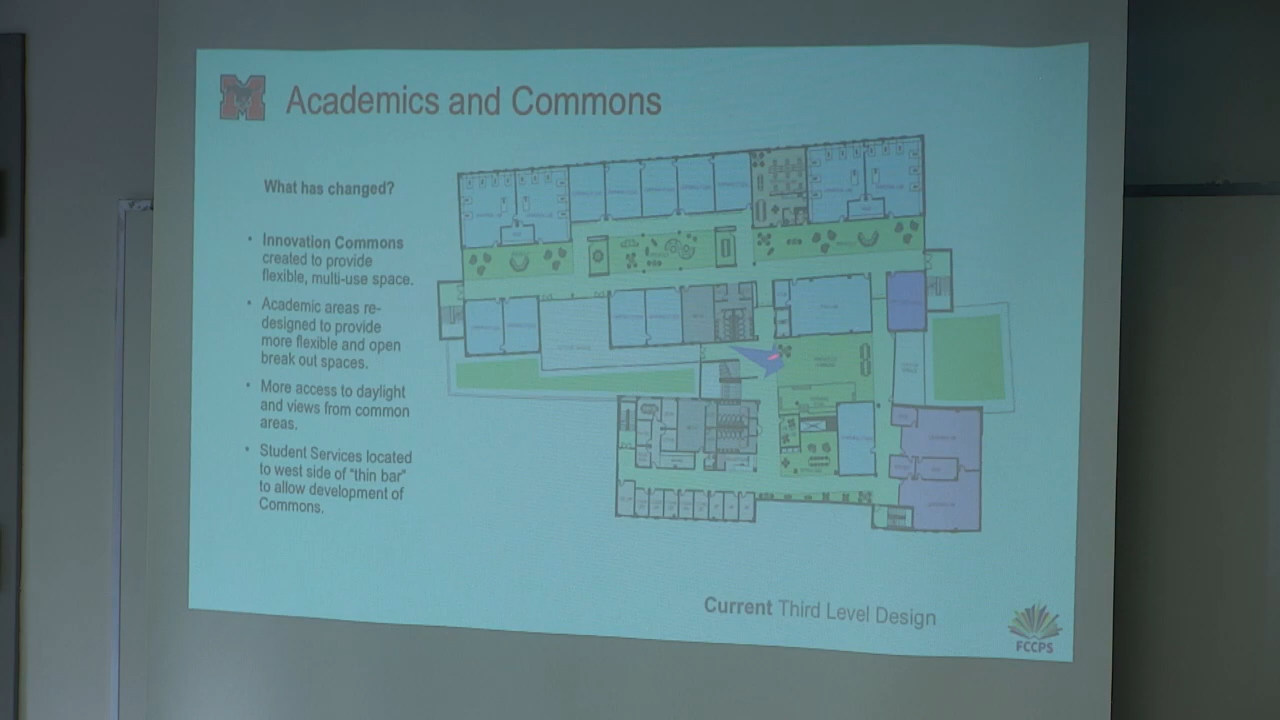 Academics and Commons
What has changed?
• Innovation Commons
created to provide
flexible, multi-use space.
• Academic areas re-
designed to provide
more flexible and open
break out spaces.
• More access to daylight
and views from common
areas.
• Student Services located
to west side of "thin bar"
to allow development of
Commons.
Current Third Level Design
FCCPS